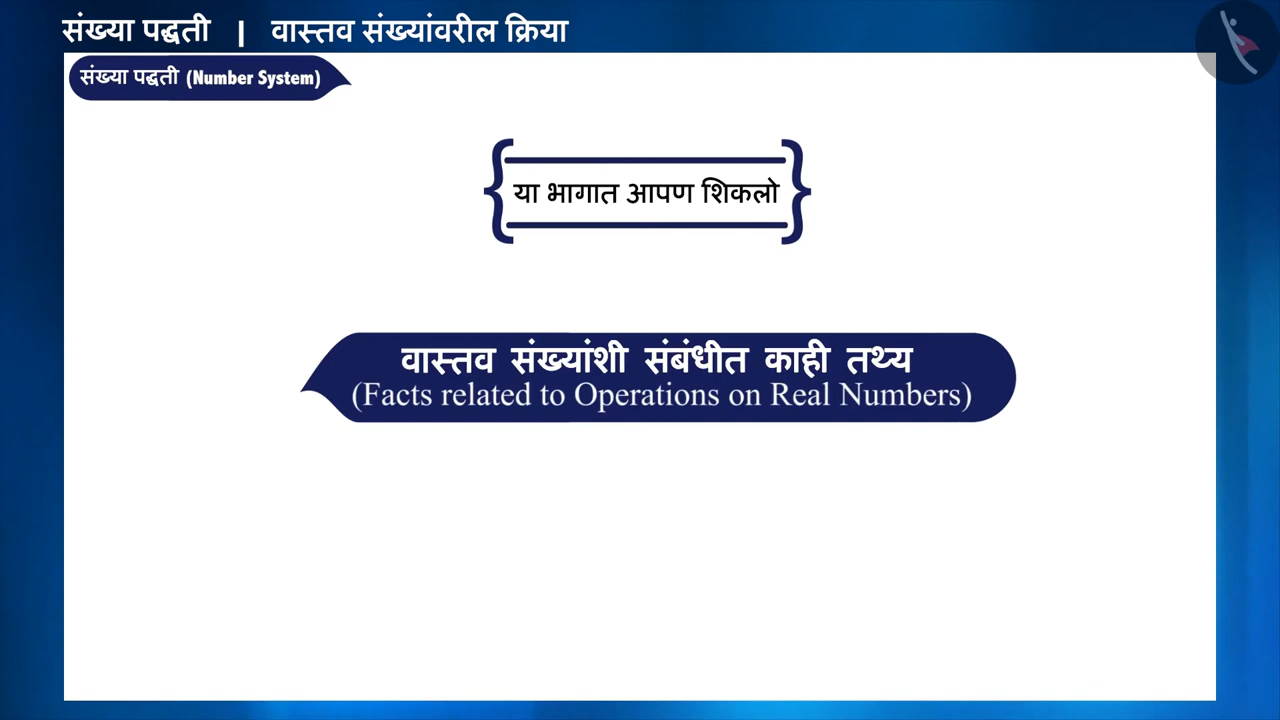 संख्या पद्धती | वास्तव संख्यांवरील क्रिया
संख्या पद्धती (Number System)
या भागात आपण शिकलो
वास्तव संख्यांशी संबंधीत काही तथ्य
(Facts related to Operations on Real Numbers)